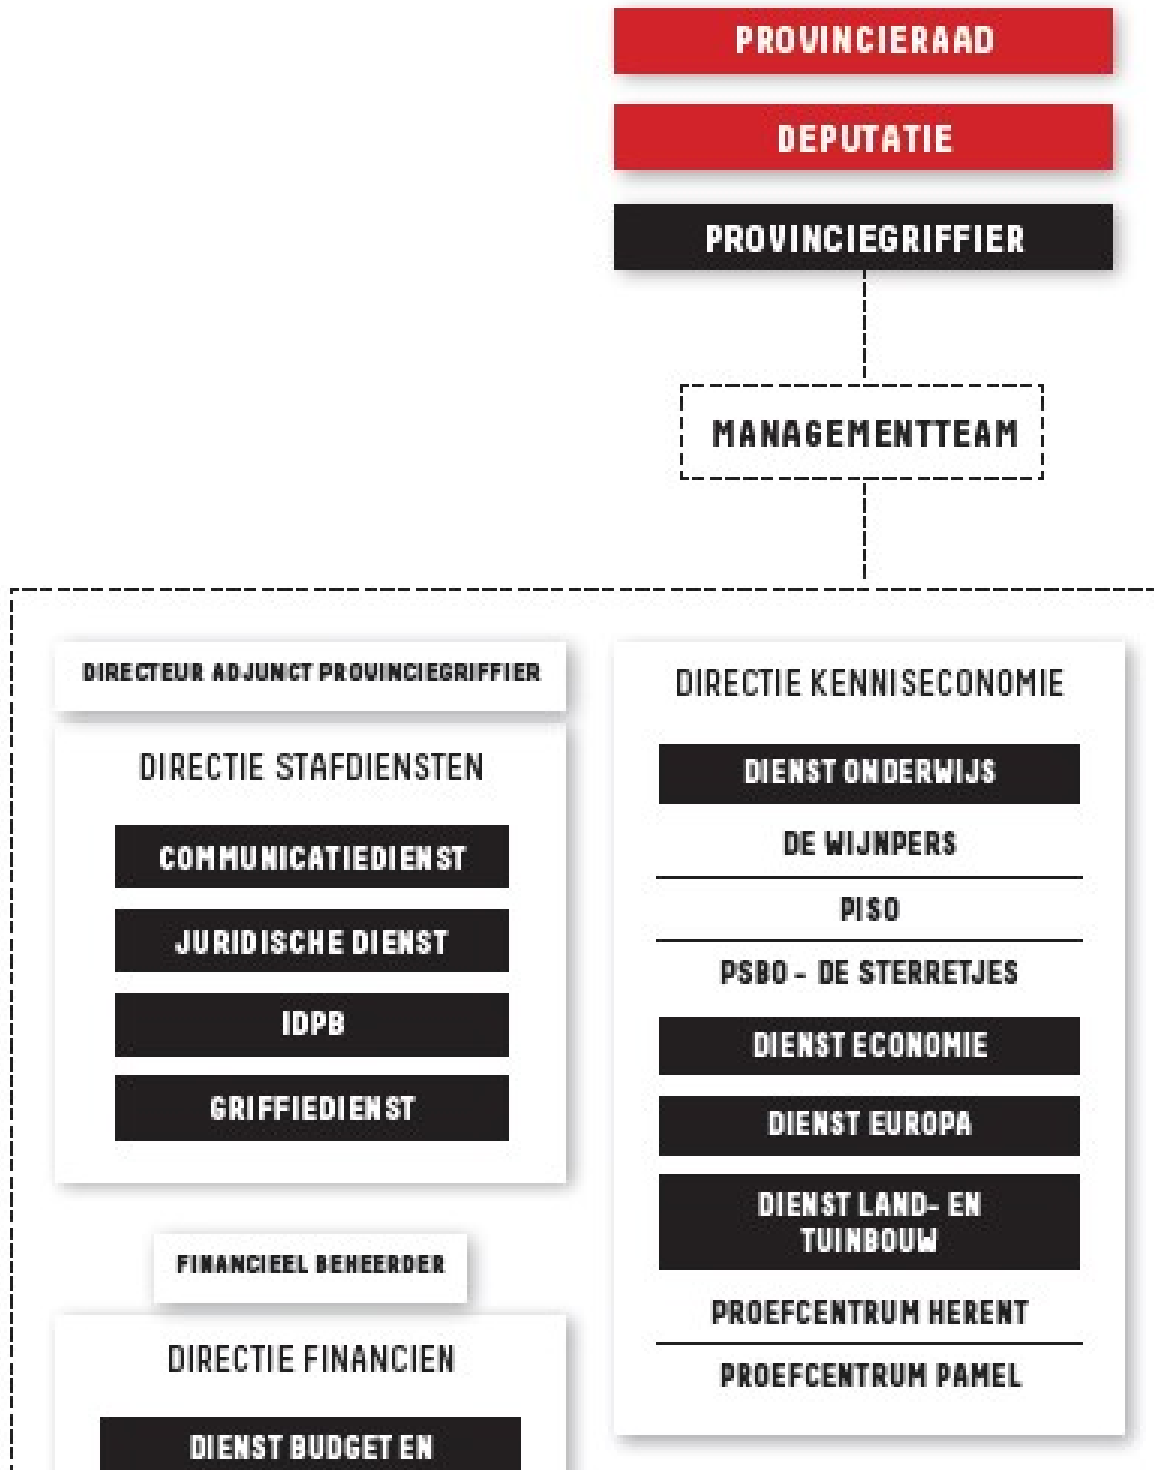 PROVINCIERAAD
DEPUTATIE
PROVINCIEGRIFFIER
MANAGEMENTTEAM
DIRECTEUR ADJUNCT PROVINCIEGRIFFIER
DIRECTIE STAFDIENSTEN
COMMUNICATIEDIENST
JURIDISCHE DIENST
IDPB
GRIFFIEDIENST
FINANCIEEL BEHEERDER
DIRECTIE FINANCIEN
DIENST BUDGET EN
DIRECTIE KENNISECONOMIE
DIENST ONDERWIJS
DE WIJNPERS
PISO
PSBO - DE STERRETJES
DIENST ECONOMIE
DIENST EUROPA
DIENST LAND- EN
TUINBOUW
PROEFCENTRUM HERENT
PROEFCENTRUM PAMEL